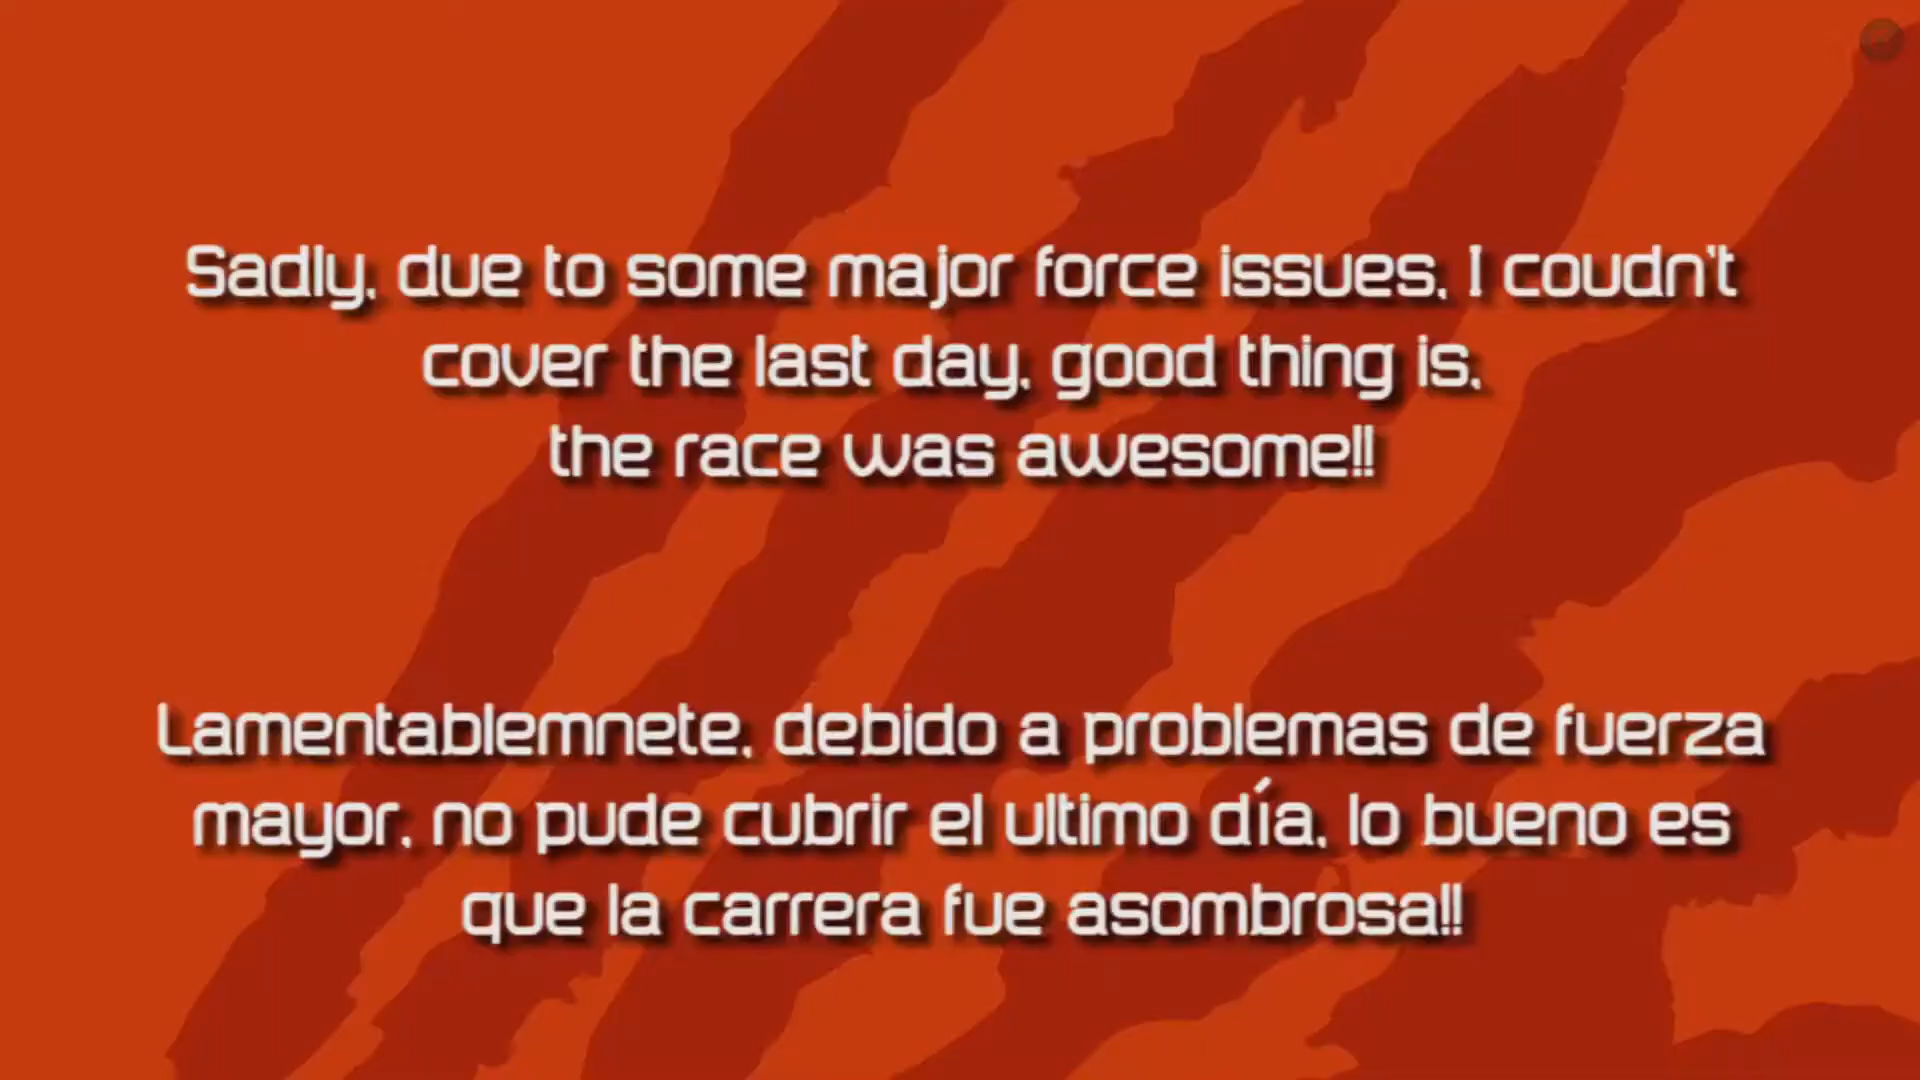 Sadly, due to some major force issues, I coudn't
cover the last day, good thing is,
the race was awesome!!
Lamentablemnete, debido a problemas de fuerza
mayor, no pude cubrir el ultimo día, lo bueno es
que la carrera fue asombrosa!!